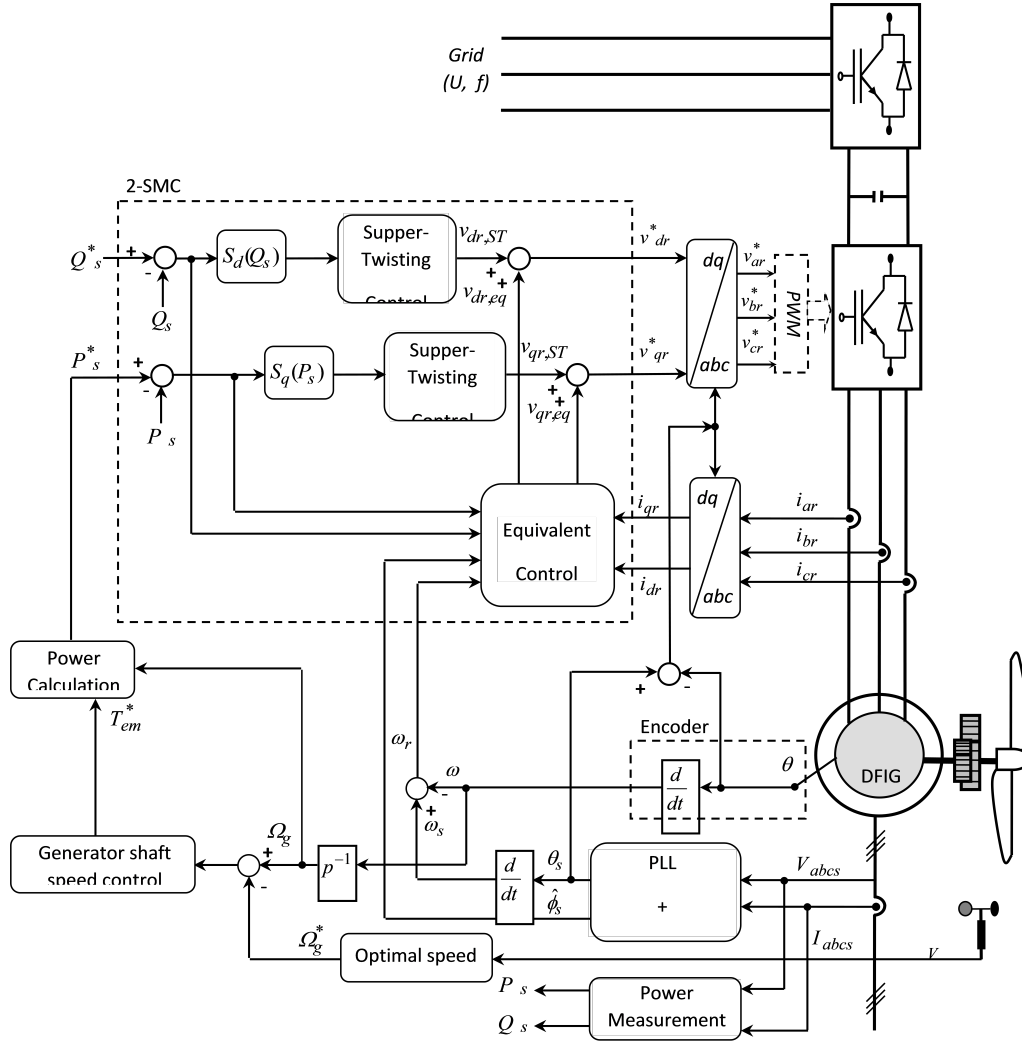 Grid
(U, f)
2-SMC
Q*s
+
-
Qs
Sd(Qs)
Supper-
Twisting
Control
vdr,ST
+
+
vdr,eq
v*dr
dq
abc
v*ar
v*br
v*cr
PWM
P*s
+
-
P s
Sq(Ps)
Supper-
Twisting
Control
vqr,ST
+
+
vqr,eq
v*qr
Equivalent
Control
iqr
idr
dq
abc
iar
ibr
icr
Power
Calculation
T*em
+
-
Encoder
θ
d
dt
DFIG
ωr
ω
-
+
ωs
Generator shaft
speed control
Ωg
+
-
p−1
d
dt
θs
ϕ̂s
PLL
+
Vabcs
Iabcs
Ω*g
Optimal speed
V
P s
Q s
Power
Measurement